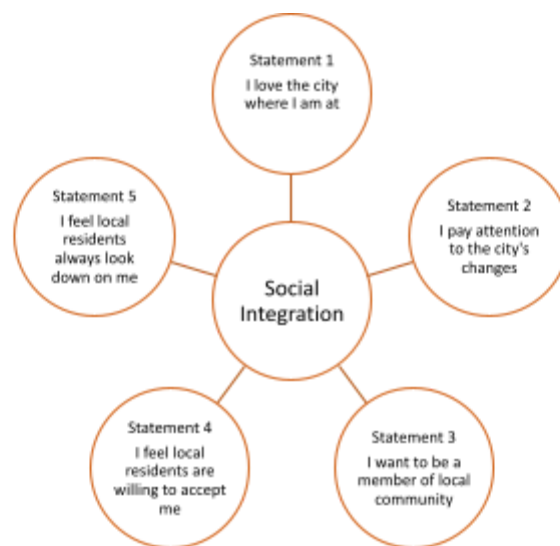 Statement 1
I love the city
where I am at
Statement 2
I pay attention
to the city's
changes
Statement 3
I want to be a
member of local
community
Statement 4
I feel local
residents are
willing to accept
me
Statement 5
I feel local
residents
always look
down on me
Social
Integration